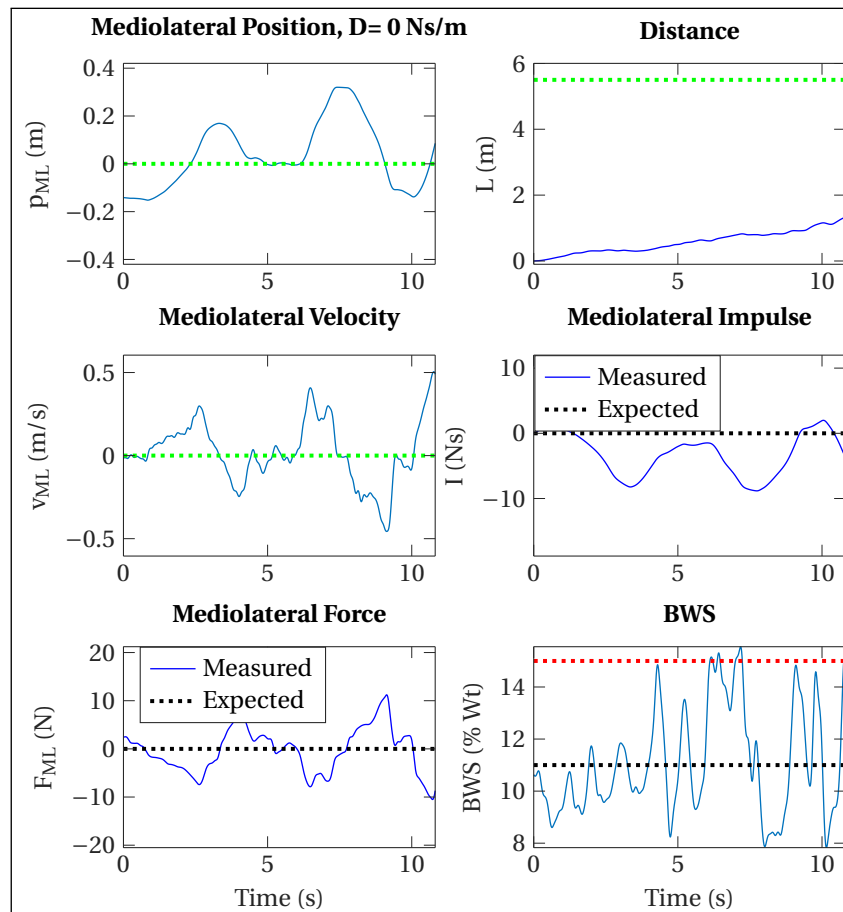 Mediolateral Position, D= 0 Ns/m
0.4
0.2
0
−0.2
−0.4
p_ML (m)
0 5 10
Distance
6
4
2
0
L (m)
0 5 10
Mediolateral Velocity
0.5
0
−0.5
v_ML (m/s)
0 5 10
Mediolateral Impulse
10
0
−10
I (Ns)
Measured
Expected
0 5 10
Mediolateral Force
20
10
0
−10
−20
F_ML (N)
Measured
Expected
0 5 10
Time (s)
BWS
14
12
10
8
BWS (% Wt)
0 5 10
Time (s)